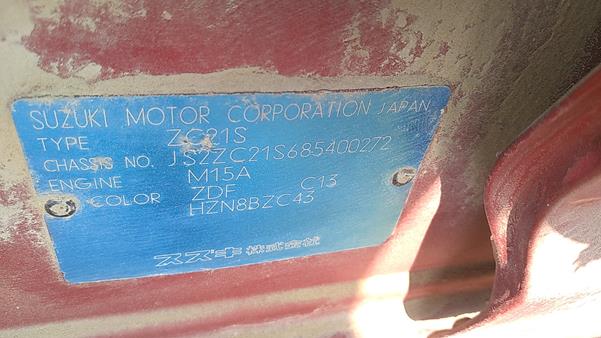 SUZUKI MOTOR CORPORATION JAPAN
TYPE ZC21S
CHASSIS NO. JS2ZC21S685400272
ENGINE M15A
COLOR ZDF C13
HZN8BZC43
スズキ株式会社